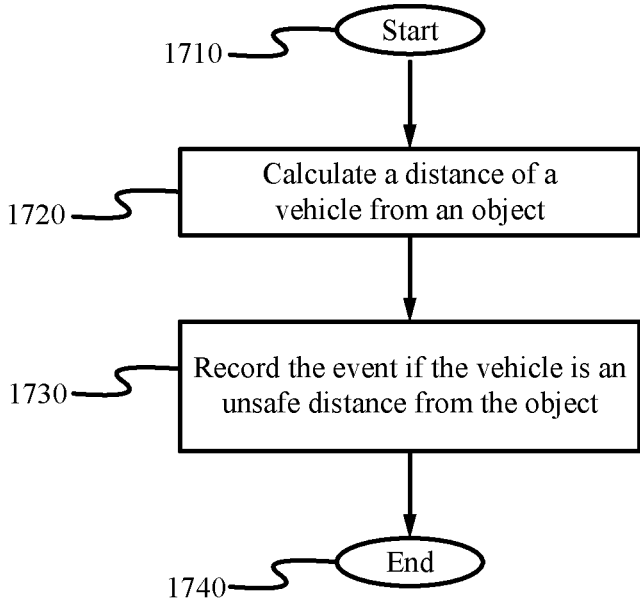 Start
1710
Calculate a distance of a
vehicle from an object
1720
Record the event if the vehicle is an
unsafe distance from the object
1730
End
1740